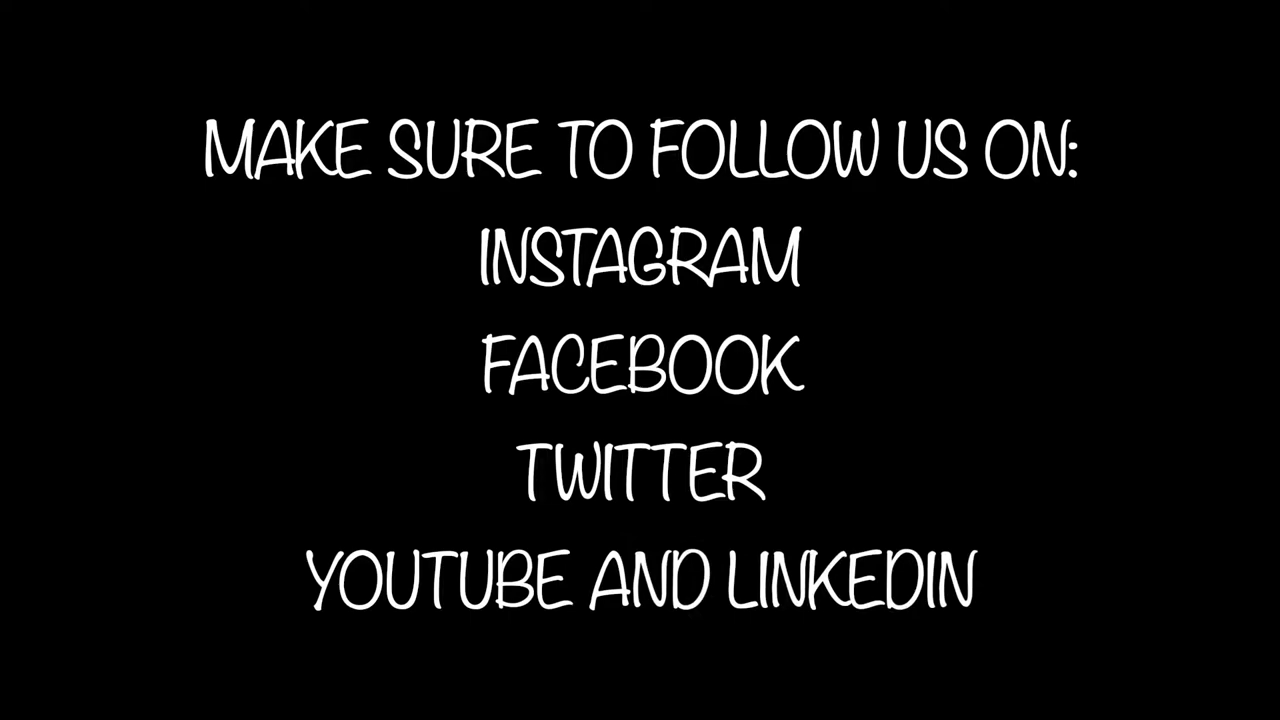 MAKE SURE TO FOLLOW US ON:
INSTAGRAM
FACEBOOK
TWITTER
YOUTUBE AND LINKEDIN